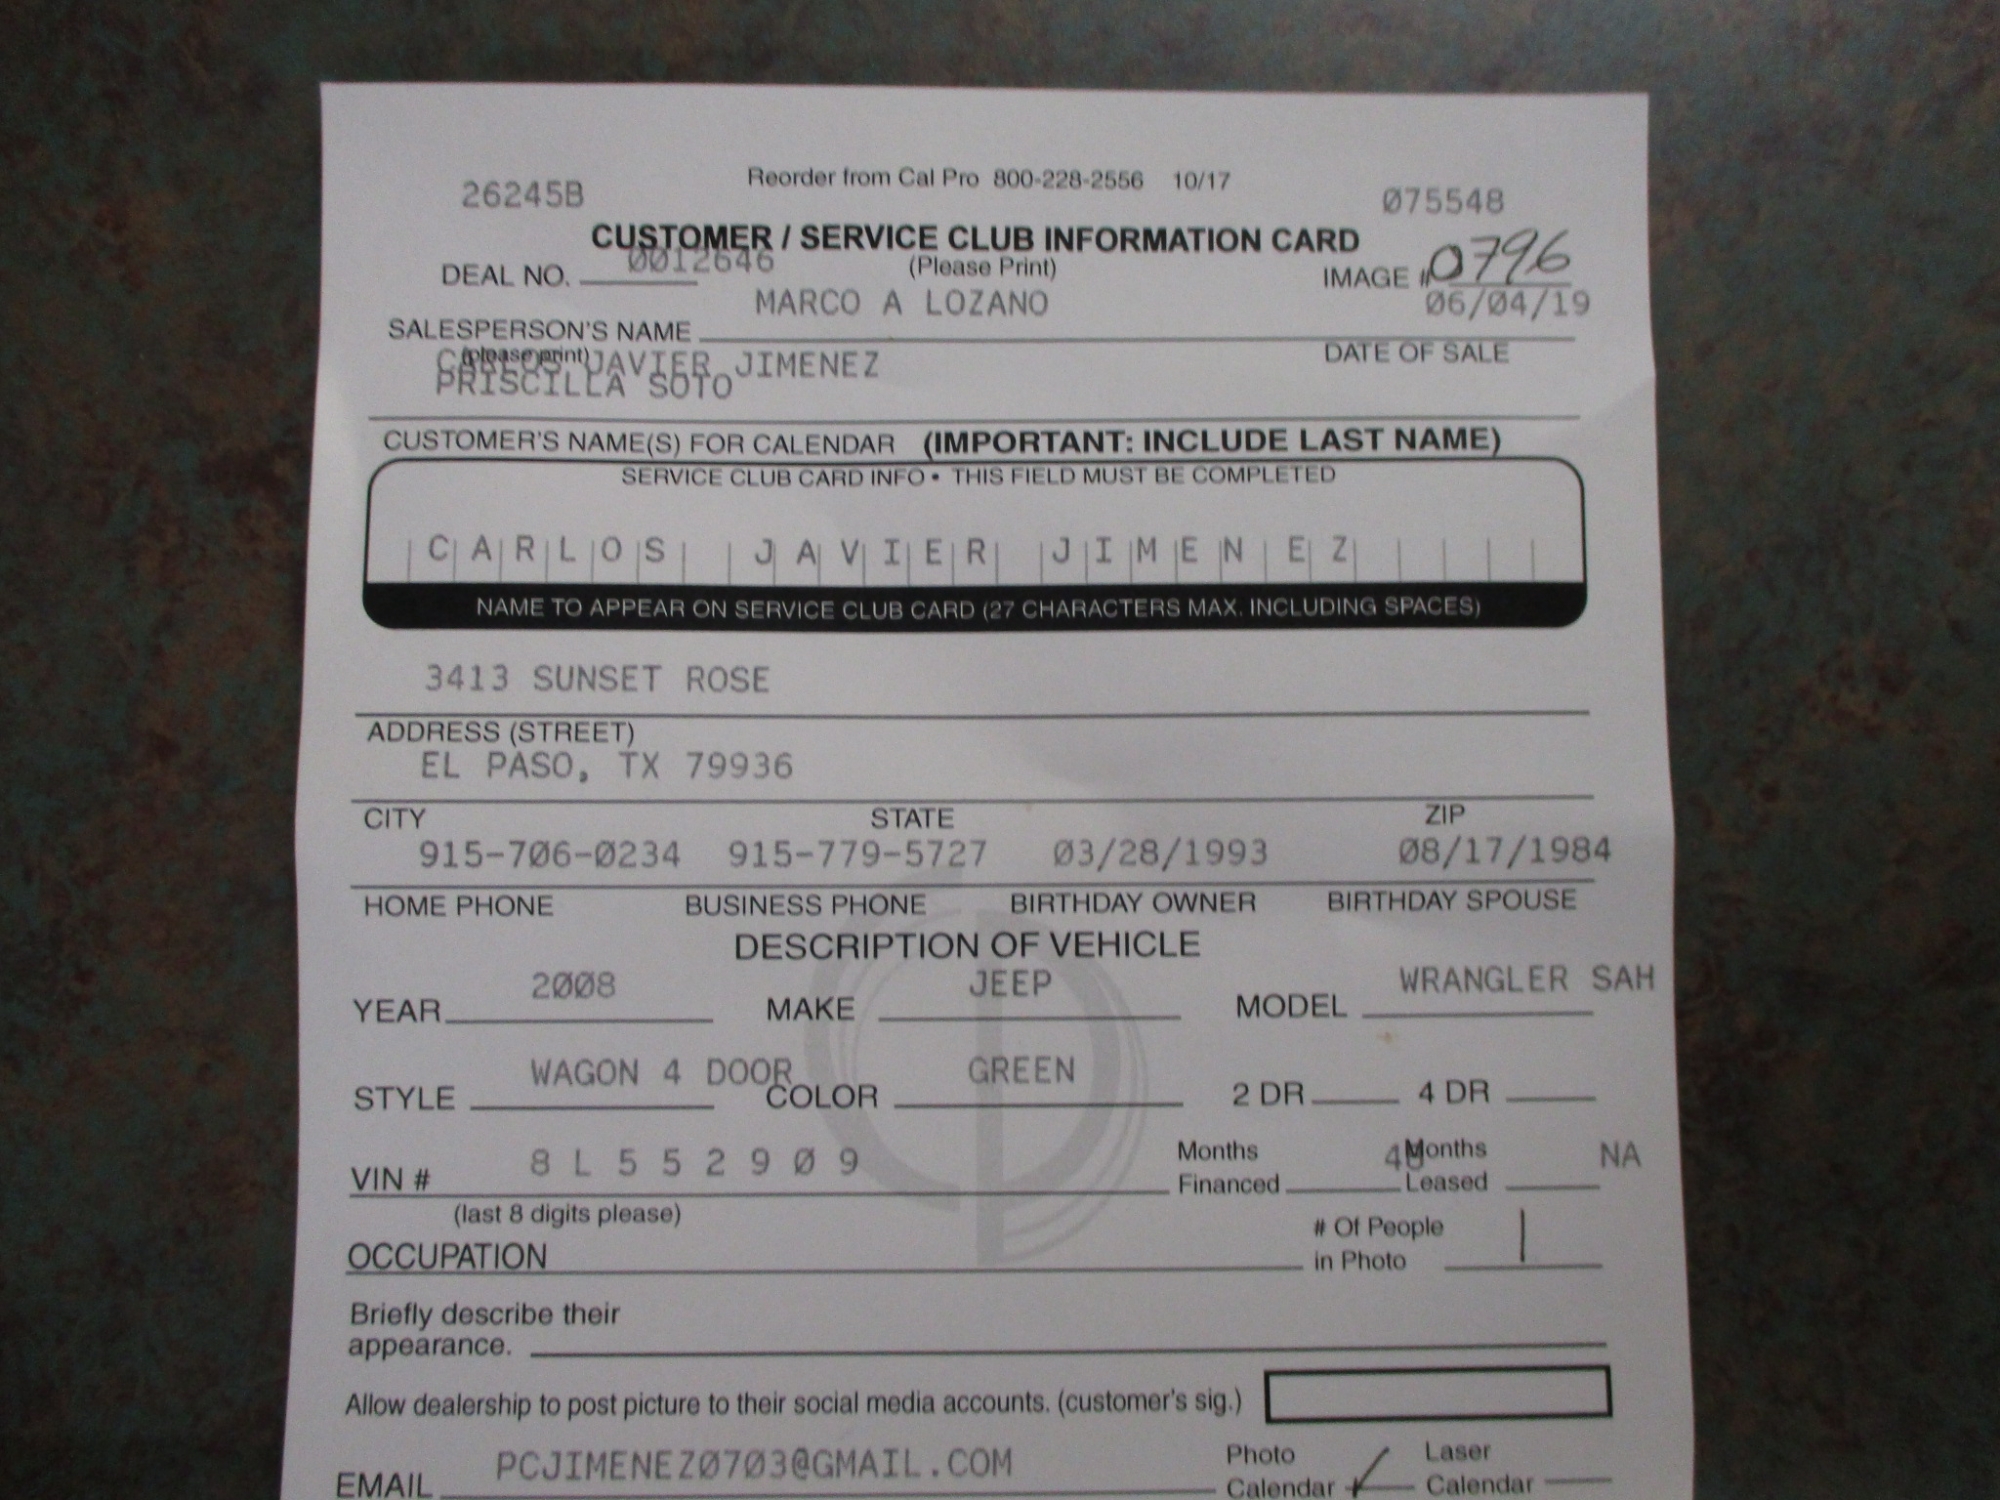 Reorder from Cal Pro 800-228-2556 10/17
26245B 075548
CUSTOMER / SERVICE CLUB INFORMATION CARD
DEAL NO. 0012646 (Please Print) IMAGE # 0796
MARCO A LOZANO 06/04/19
SALESPERSON'S NAME
(please print) DATE OF SALE
CARLOS JAVIER JIMENEZ
PRISCILLA SOTO
CUSTOMER'S NAME(S) FOR CALENDAR (IMPORTANT: INCLUDE LAST NAME)
SERVICE CLUB CARD INFO • THIS FIELD MUST BE COMPLETED
CARLOS JAVIER JIMENEZ
NAME TO APPEAR ON SERVICE CLUB CARD (27 CHARACTERS MAX. INCLUDING SPACES)
3413 SUNSET ROSE
ADDRESS (STREET)
EL PASO, TX 79936
CITY STATE ZIP
915-706-0234 915-779-5727 03/28/1993 08/17/1984
HOME PHONE BUSINESS PHONE BIRTHDAY OWNER BIRTHDAY SPOUSE
DESCRIPTION OF VEHICLE
YEAR 2008 MAKE JEEP MODEL WRANGLER SAH
STYLE WAGON 4 DOOR COLOR GREEN 2 DR 4 DR
VIN # 8L552909 Months Financed Months Leased NA
(last 8 digits please)
OCCUPATION # Of People in Photo 1
Briefly describe their
appearance.
Allow dealership to post picture to their social media accounts. (customer's sig.)
EMAIL PCJIMENEZ0703@GMAIL.COM Photo Calendar ✓ Laser Calendar